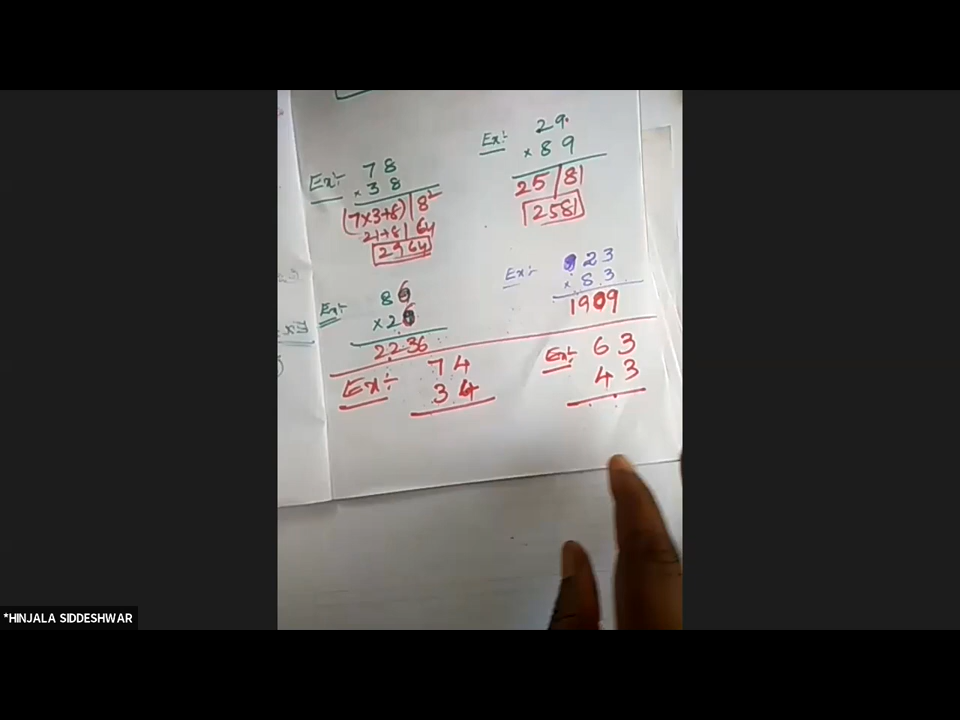 Ex:- 78
× 38
(7×3+8) | 8²
21+8 | 64
2964
Ex:- 29
× 89
25 | 81
2581
Ex:- 86
× 26
2236
Ex:- 23
× 83
1909
Ex:- 74
34
Ex:- 63
43
*HINJALA SIDDESHWAR